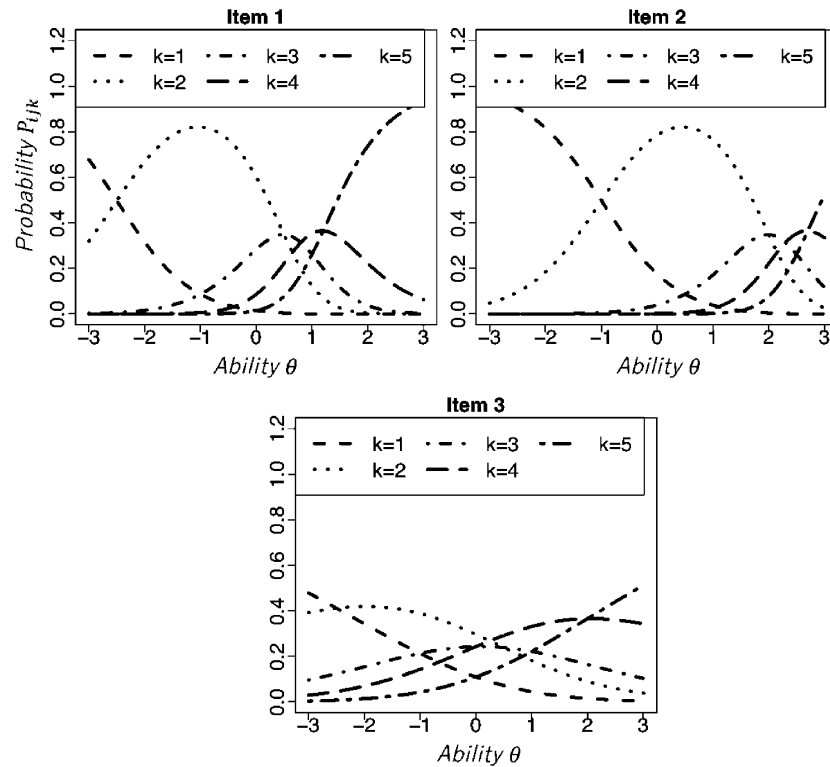 Item 1
k=1 k=3 k=5
k=2 k=4
Probability P_ijk
0.0 0.2 0.4 0.6 0.8 1.0 1.2
−3 −2 −1 0 1 2 3
Ability θ
Item 2
k=1 k=3 k=5
k=2 k=4
0.0 0.2 0.4 0.6 0.8 1.0 1.2
−3 −2 −1 0 1 2 3
Ability θ
Item 3
k=1 k=3 k=5
k=2 k=4
0.0 0.2 0.4 0.6 0.8 1.0 1.2
−3 −2 −1 0 1 2 3
Ability θ